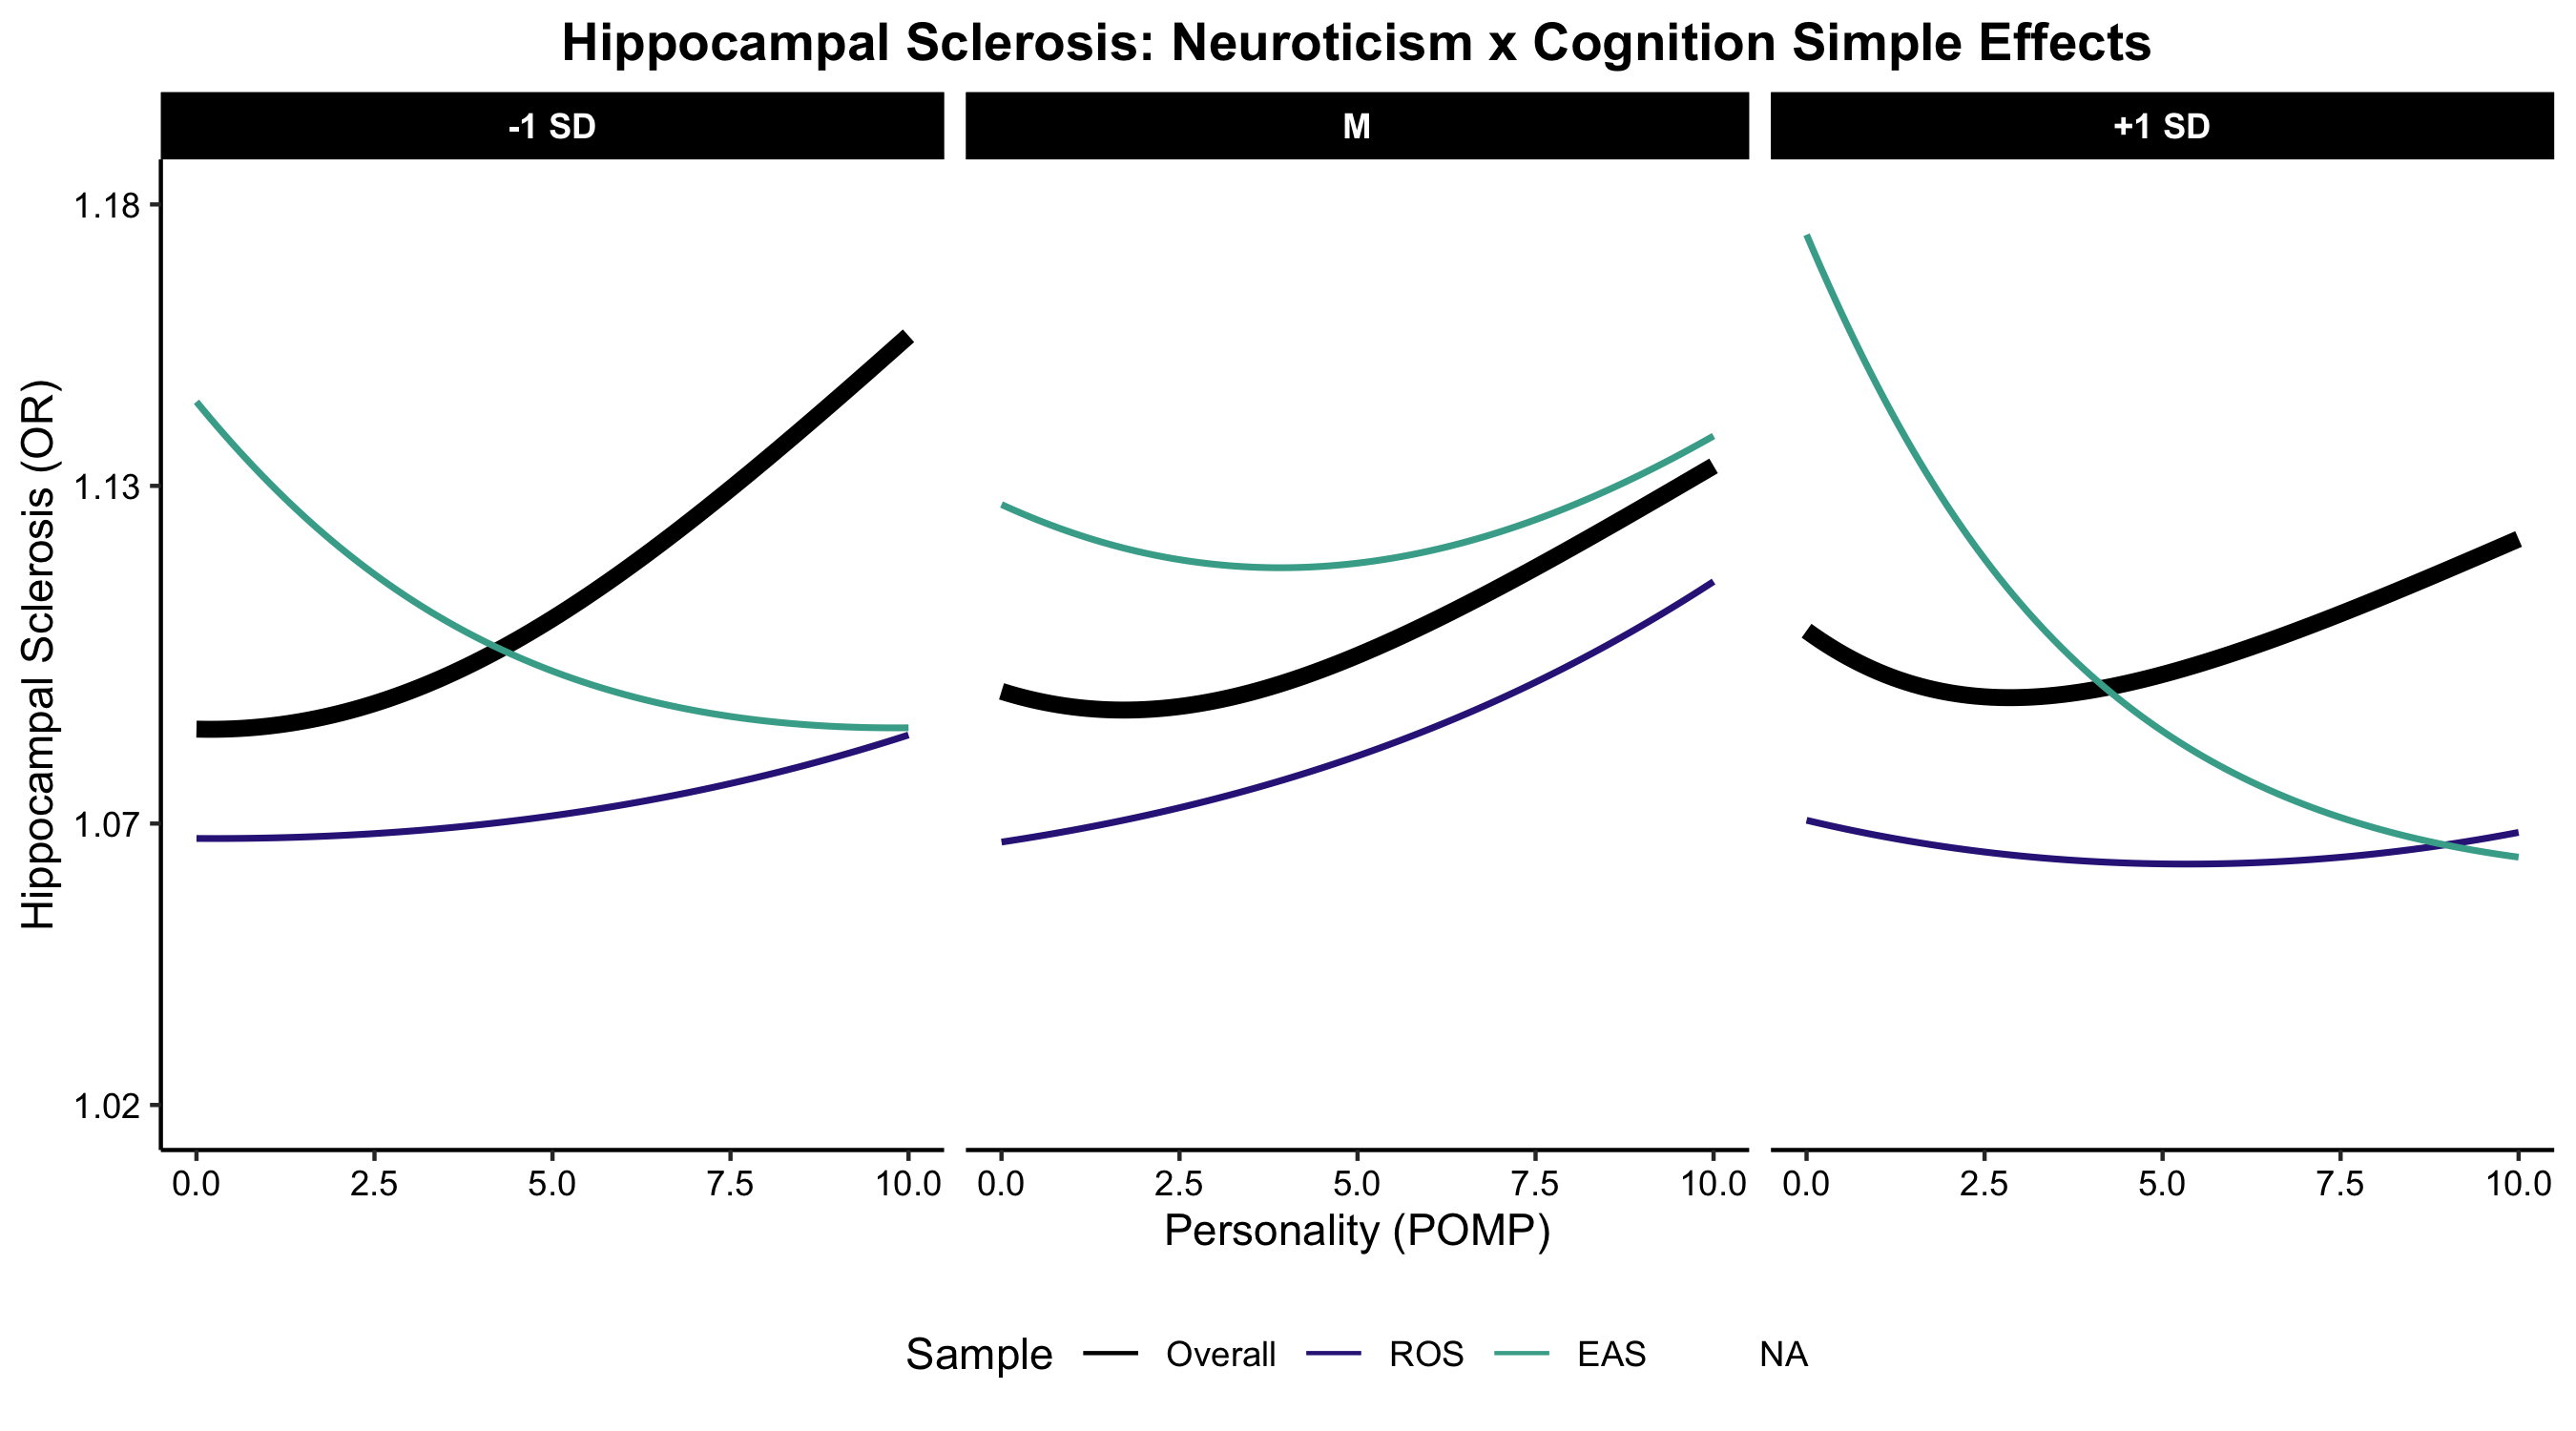 Hippocampal Sclerosis: Neuroticism x Cognition Simple Effects
-1 SD
M
+1 SD
Hippocampal Sclerosis (OR)
1.18
1.13
1.07
1.02
0.0 2.5 5.0 7.5 10.0
0.0 2.5 5.0 7.5 10.0
0.0 2.5 5.0 7.5 10.0
Personality (POMP)
Sample Overall ROS EAS NA